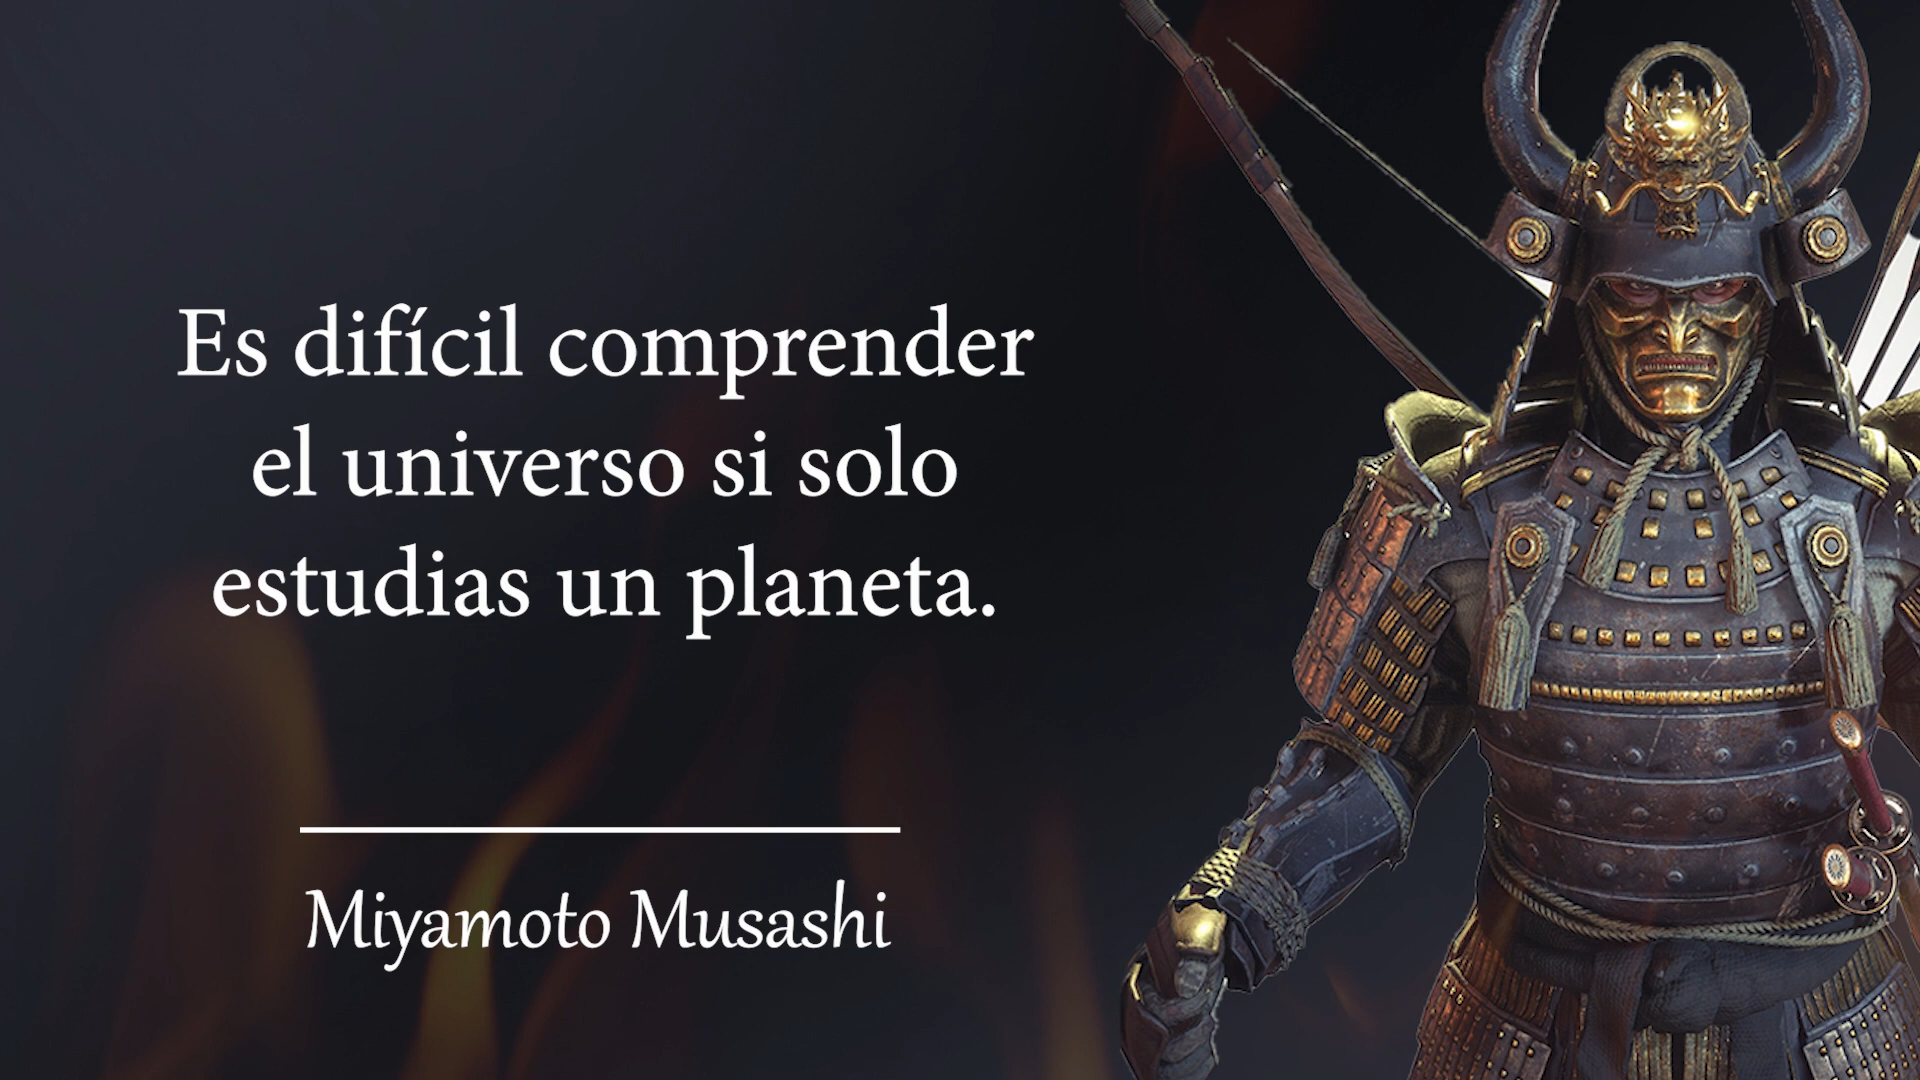 Es difícil comprender
el universo si solo
estudias un planeta.
Miyamoto Musashi